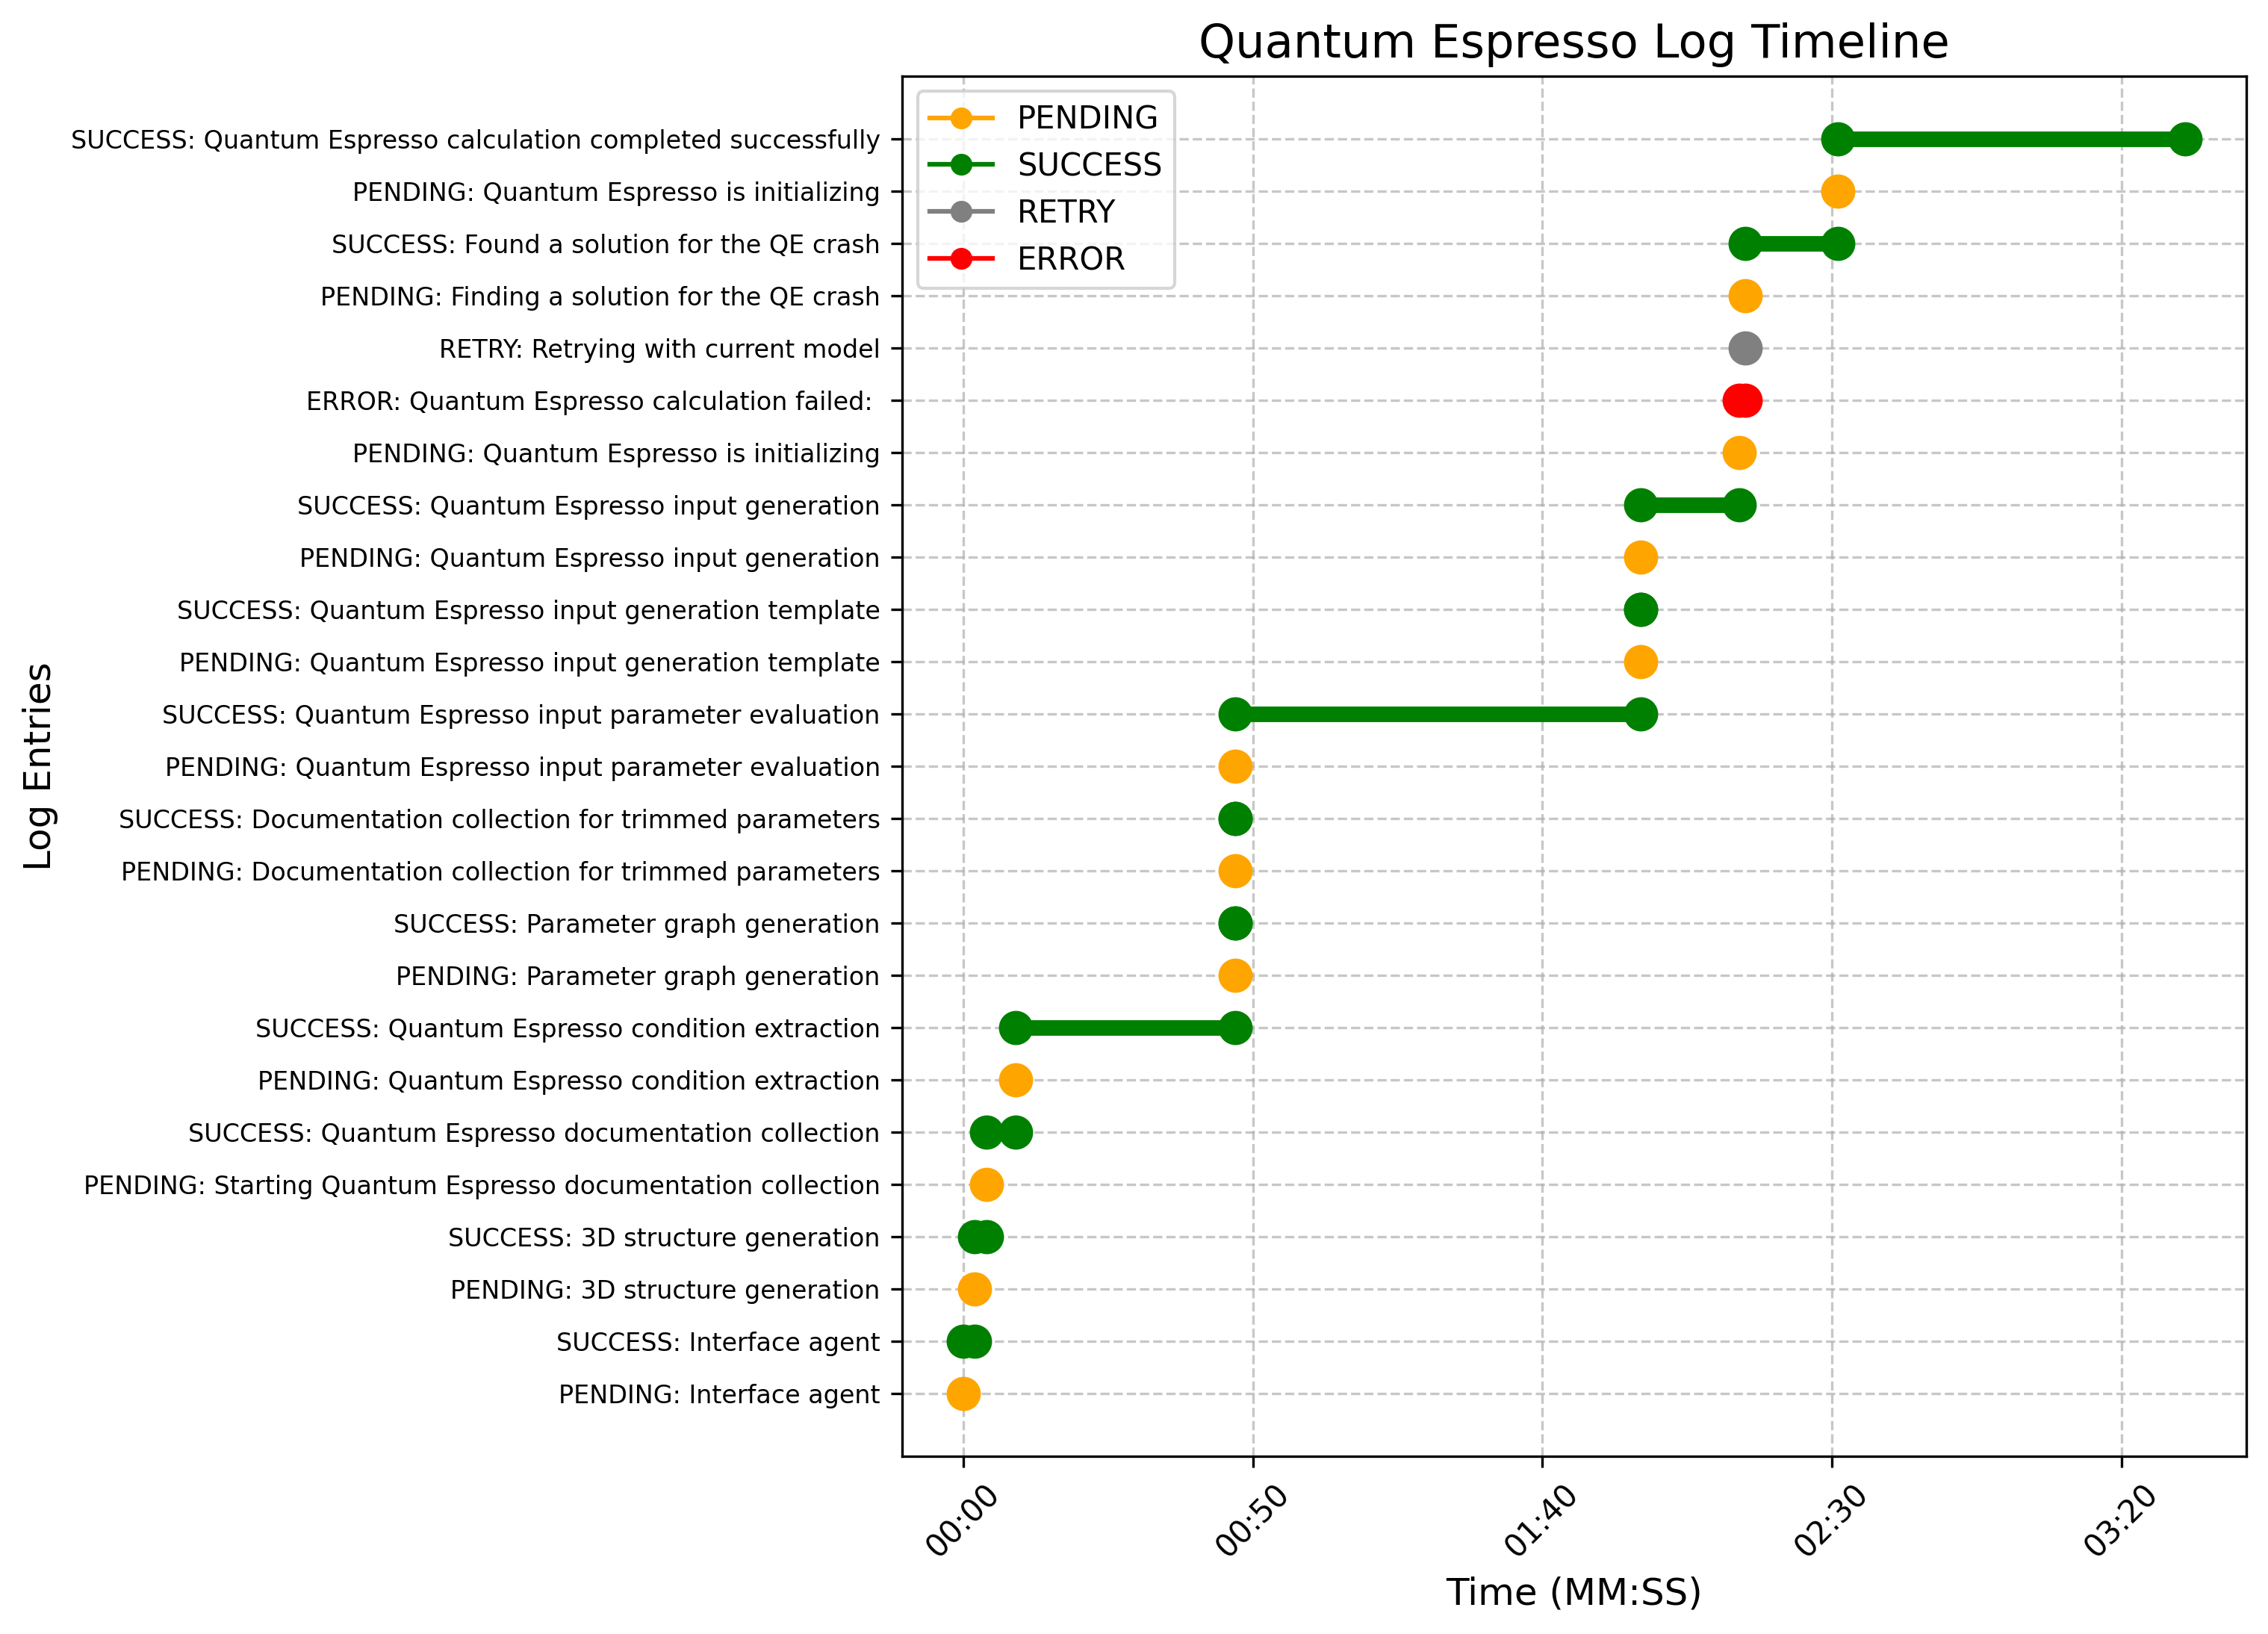 Quantum Espresso Log Timeline
PENDING
SUCCESS
RETRY
ERROR
SUCCESS: Quantum Espresso calculation completed successfully
PENDING: Quantum Espresso is initializing
SUCCESS: Found a solution for the QE crash
PENDING: Finding a solution for the QE crash
RETRY: Retrying with current model
ERROR: Quantum Espresso calculation failed:
PENDING: Quantum Espresso is initializing
SUCCESS: Quantum Espresso input generation
PENDING: Quantum Espresso input generation
SUCCESS: Quantum Espresso input generation template
PENDING: Quantum Espresso input generation template
SUCCESS: Quantum Espresso input parameter evaluation
PENDING: Quantum Espresso input parameter evaluation
SUCCESS: Documentation collection for trimmed parameters
PENDING: Documentation collection for trimmed parameters
SUCCESS: Parameter graph generation
PENDING: Parameter graph generation
SUCCESS: Quantum Espresso condition extraction
PENDING: Quantum Espresso condition extraction
SUCCESS: Quantum Espresso documentation collection
PENDING: Starting Quantum Espresso documentation collection
SUCCESS: 3D structure generation
PENDING: 3D structure generation
SUCCESS: Interface agent
PENDING: Interface agent
Log Entries
00:00
00:50
01:40
02:30
03:20
Time (MM:SS)